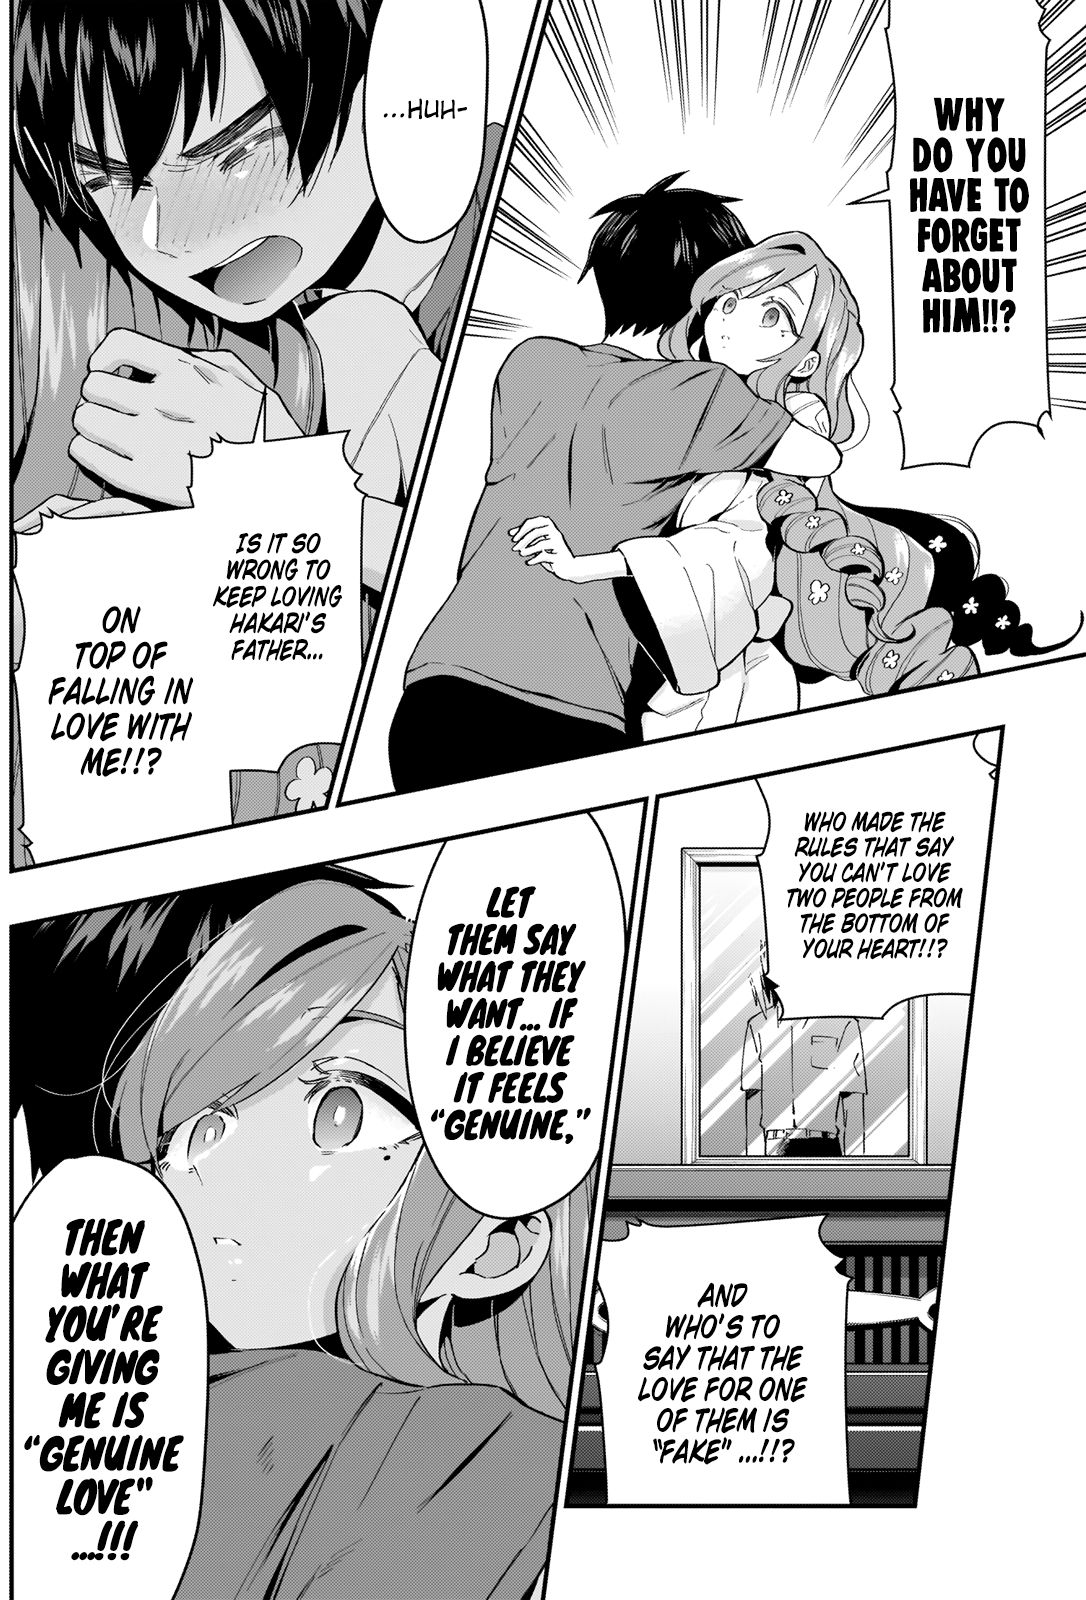 WHY
DO YOU
HAVE TO
FORGET
ABOUT
HIM!!?
...HUH-
IS IT SO
WRONG TO
KEEP LOVING
HAKARI'S
FATHER...
ON
TOP OF
FALLING IN
LOVE WITH
ME!!?
WHO MADE THE
RULES THAT SAY
YOU CAN'T LOVE
TWO PEOPLE FROM
THE BOTTOM OF
YOUR HEART!!?
AND
WHO'S TO
SAY THAT THE
LOVE FOR ONE
OF THEM IS
"FAKE" ...!!?
LET
THEM SAY
WHAT THEY
WANT... IF
I BELIEVE
IT FEELS
"GENUINE,"
THEN
WHAT
YOU'RE
GIVING
ME IS
"GENUINE
LOVE"
....!!!